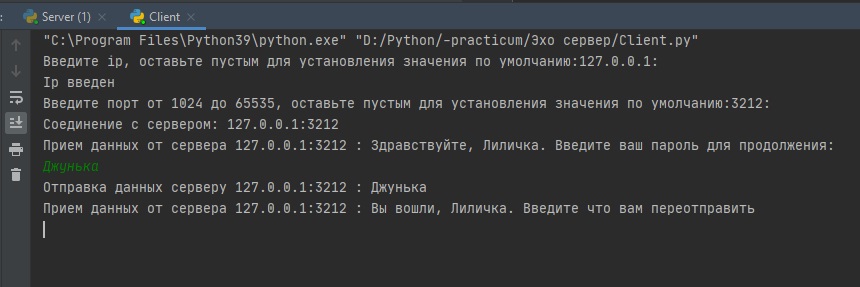 : Server (1) × Client ×
"C:\Program Files\Python39\python.exe" "D:/Python/-practicum/Эхо сервер/Client.py"
Введите ip, оставьте пустым для установления значения по умолчанию:127.0.0.1:
Ip введен
Введите порт от 1024 до 65535, оставьте пустым для установления значения по умолчанию:3212:
Соединение с сервером: 127.0.0.1:3212
Прием данных от сервера 127.0.0.1:3212 : Здравствуйте, Лиличка. Введите ваш пароль для продолжения:
Джунька
Отправка данных серверу 127.0.0.1:3212 : Джунька
Прием данных от сервера 127.0.0.1:3212 : Вы вошли, Лиличка. Введите что вам переотправить